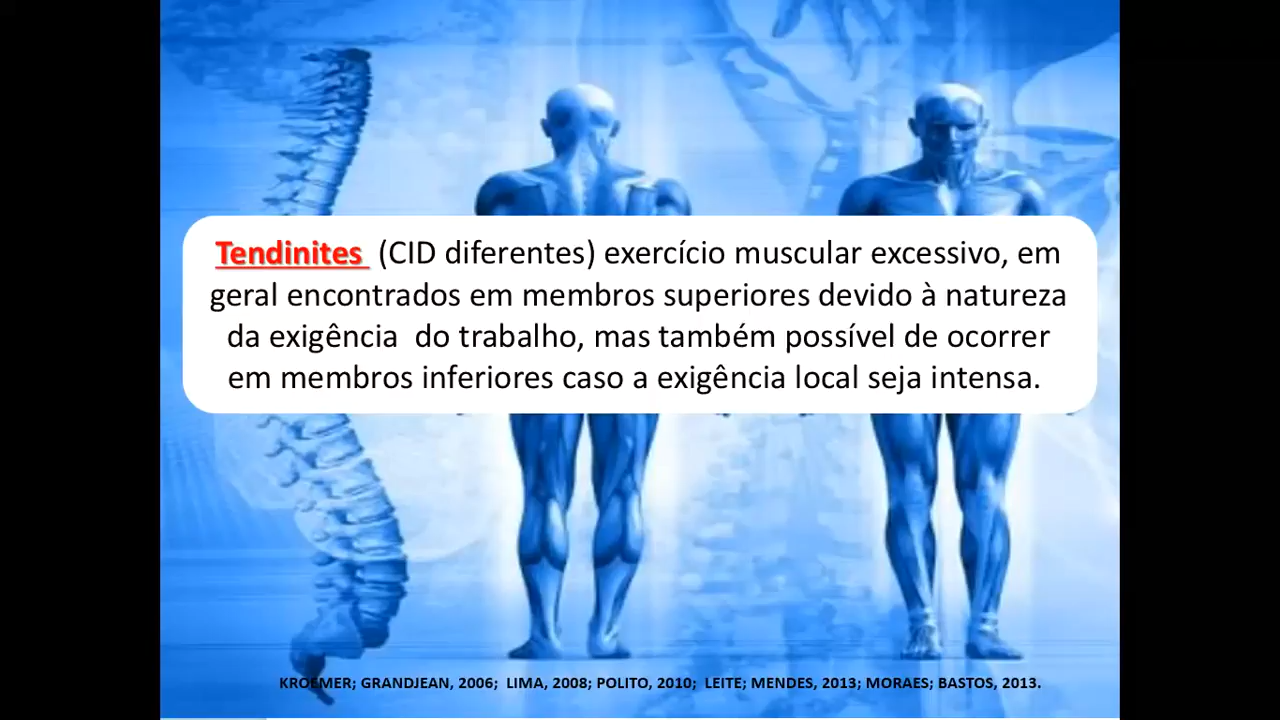 Tendinites (CID diferentes) exercício muscular excessivo, em
geral encontrados em membros superiores devido à natureza
da exigência do trabalho, mas também possível de ocorrer
em membros inferiores caso a exigência local seja intensa.
KROEMER; GRANDJEAN, 2006; LIMA, 2008; POLITO, 2010; LEITE; MENDES, 2013; MORAES; BASTOS, 2013.